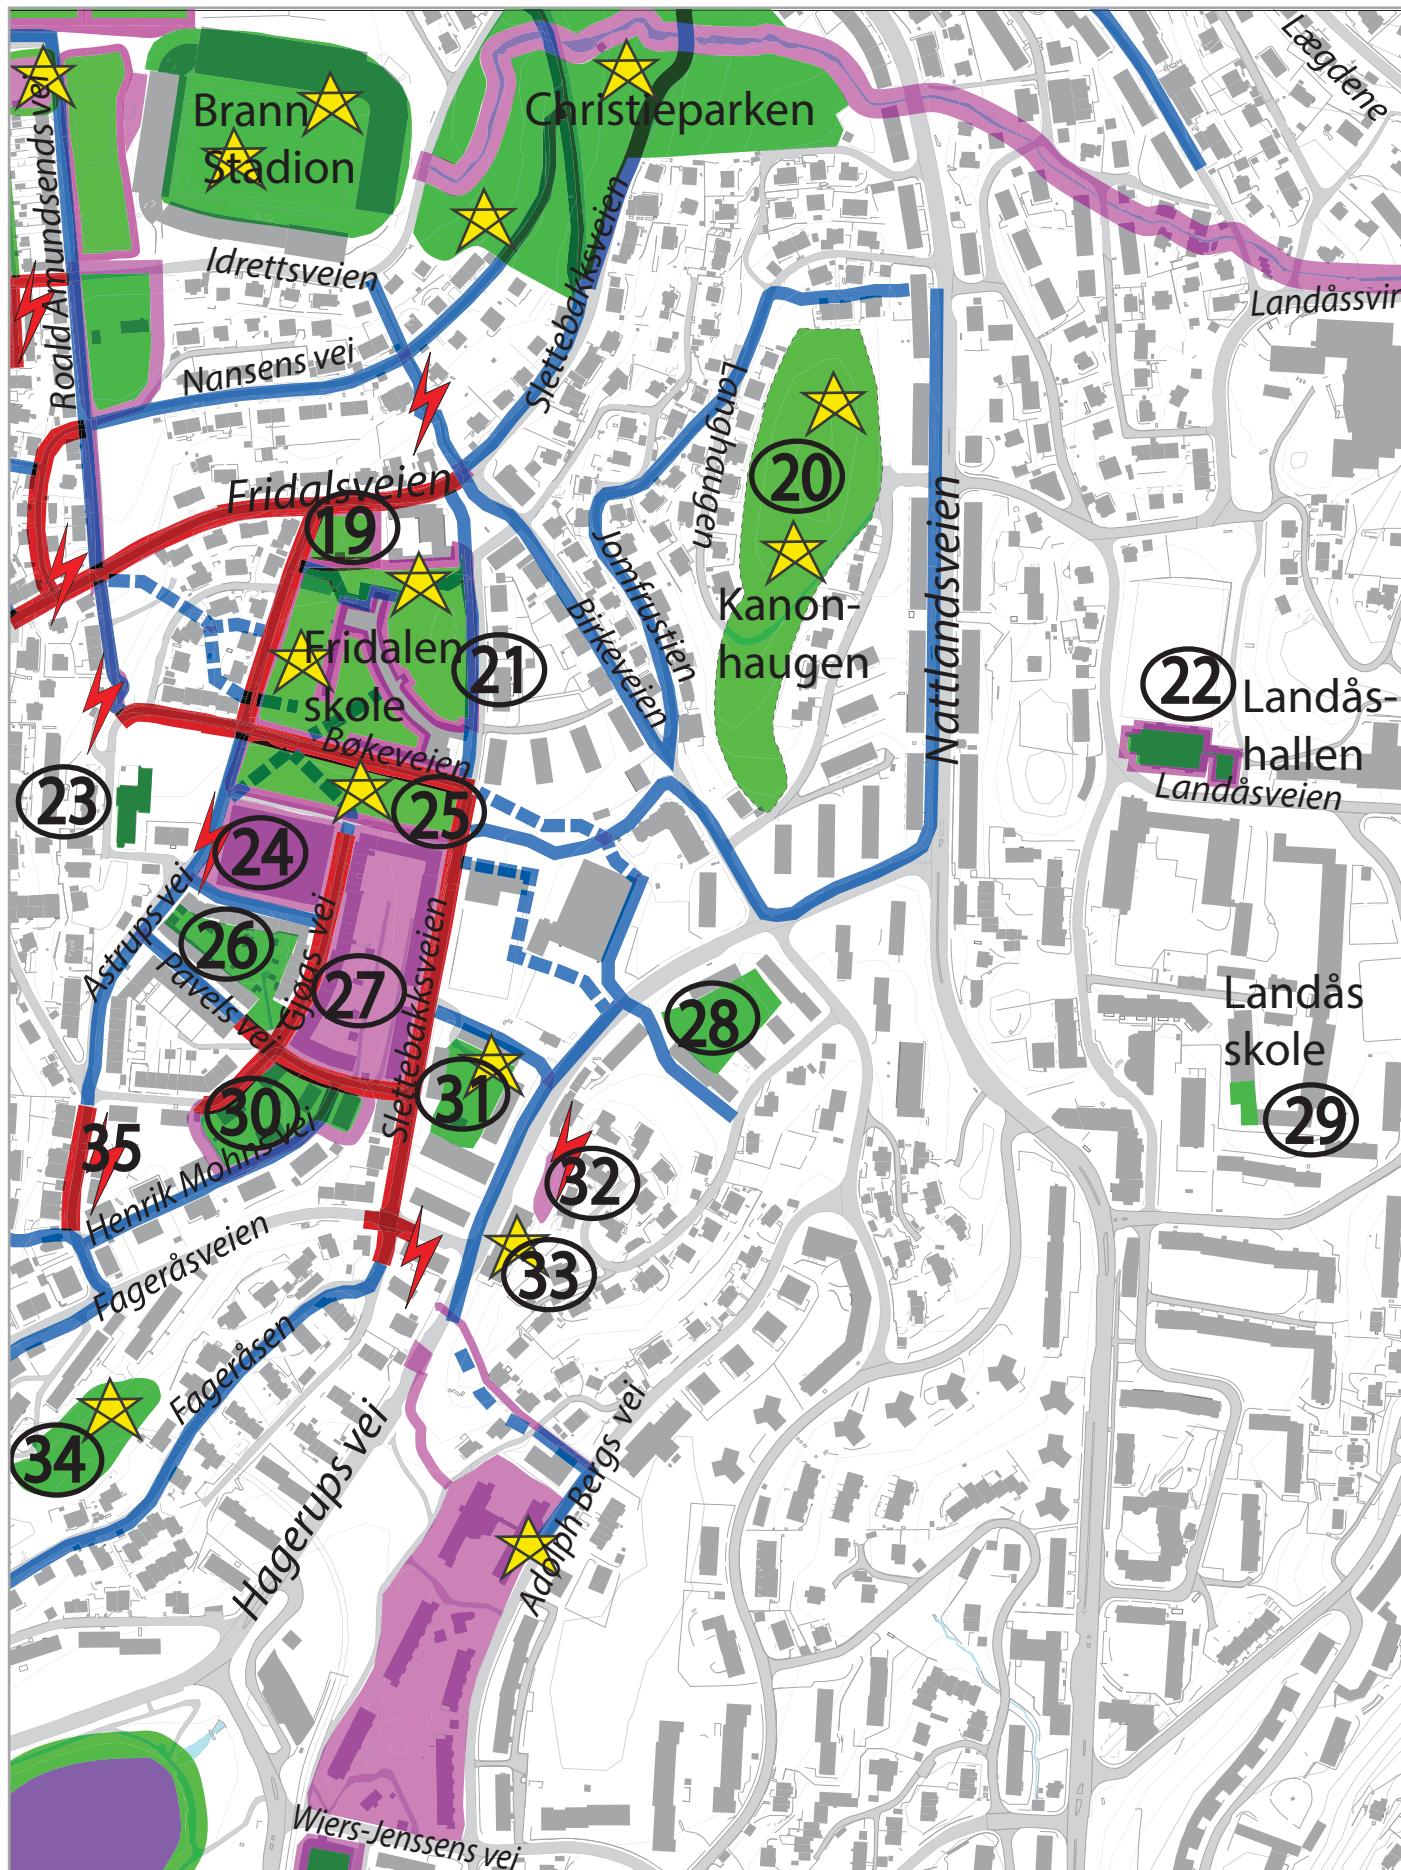 Lægdene
Brann
Stadion
Christieparken
Roald Amundsends vei
Idrettsveien
Slettebakksveien
Landåssvin
Nansens vei
Langhaugen
Fridalsveien
19
20
Nattlandsveien
Jomfrustien
Birkeveien
Kanon-
haugen
Fridalen
skole
21
22
Landås-
hallen
Landåsveien
Bøkeveien
23
25
24
Astrups vei
26
Pavels vei
Gjøas vei
27
Slettebakksveien
28
Landås
skole
29
30
31
35
Henrik Mohns vei
32
Fageråsveien
33
Fageråsen
34
Hagerups vei
Adolph Bergs vei
Wiers-Jenssens vei